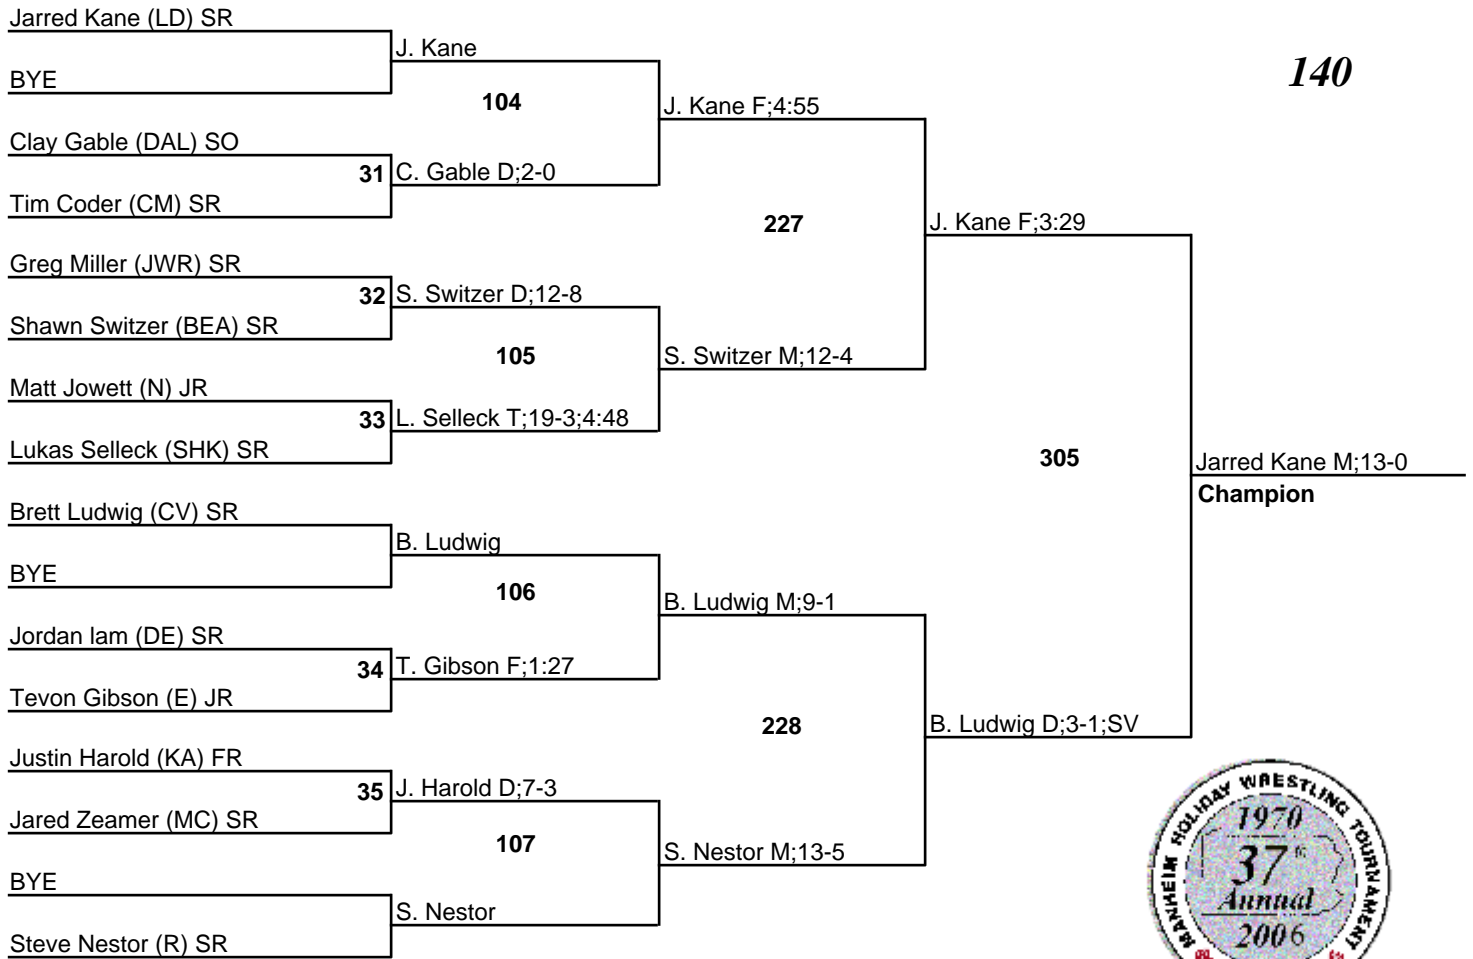 Jarred Kane (LD) SR
BYE
Clay Gable (DAL) SO
Tim Coder (CM) SR
Greg Miller (JWR) SR
Shawn Switzer (BEA) SR
Matt Jowett (N) JR
Lukas Selleck (SHK) SR
Brett Ludwig (CV) SR
BYE
Jordan lam (DE) SR
Tevon Gibson (E) JR
Justin Harold (KA) FR
Jared Zeamer (MC) SR
BYE
Steve Nestor (R) SR
J. Kane
31 C. Gable D;2-0
32 S. Switzer D;12-8
33 L. Selleck T;19-3;4:48
B. Ludwig
34 T. Gibson F;1:27
35 J. Harold D;7-3
S. Nestor
104
105
106
107
J. Kane F;4:55
S. Switzer M;12-4
B. Ludwig M;9-1
S. Nestor M;13-5
227
228
J. Kane F;3:29
B. Ludwig D;3-1;SV
305
Jarred Kane M;13-0
Champion
140
MANHEIM HOLIDAY WRESTLING TOURNAMENT
1970
37
Annual
2006